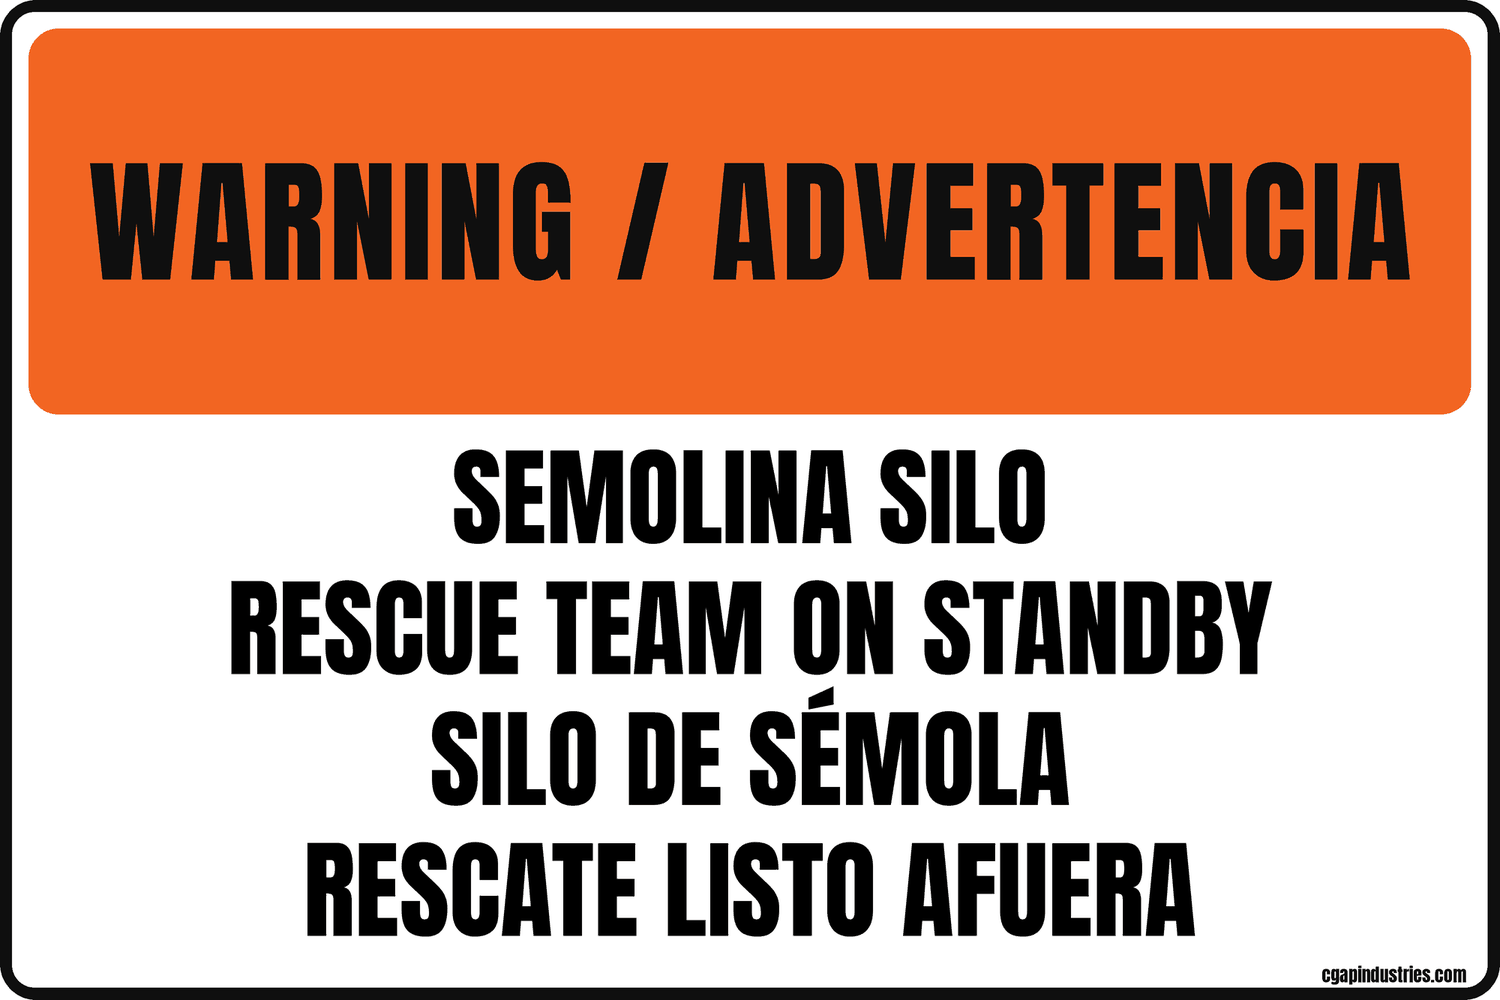 WARNING / ADVERTENCIA
SEMOLINA SILO
RESCUE TEAM ON STANDBY
SILO DE SÉMOLA
RESCATE LISTO AFUERA
cgapindustries.com